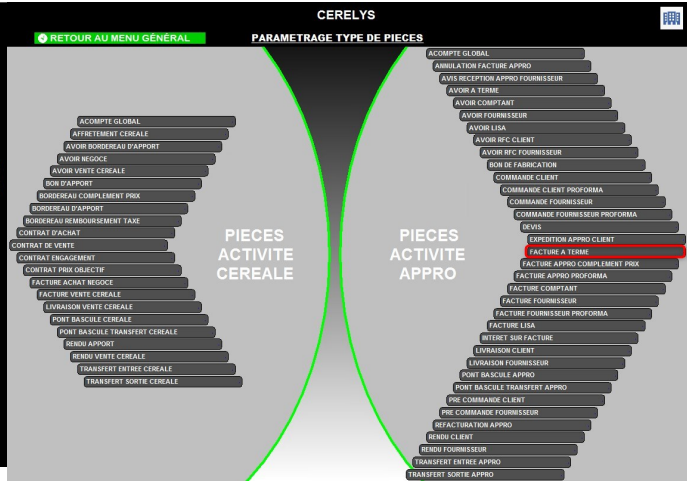 CERELYS
RETOUR AU MENU GÉNÉRAL
PARAMETRAGE TYPE DE PIECES
ACOMPTE GLOBAL
AFFRETEMENT CEREALE
AVOIR BORDEREAU D'APPORT
AVOIR NEGOCE
AVOIR VENTE CEREALE
BON D'APPORT
BORDEREAU COMPLEMENT PRIX
BORDEREAU D'APPORT
BORDEREAU REMBOURSEMENT TAXE
CONTRAT D'ACHAT
CONTRAT DE VENTE
CONTRAT ENGAGEMENT
CONTRAT PRIX OBJECTIF
FACTURE ACHAT NEGOCE
FACTURE VENTE CEREALE
LIVRAISON VENTE CEREALE
PONT BASCULE CEREALE
PONT BASCULE TRANSFERT CEREALE
RENDU APPORT
RENDU VENTE CEREALE
TRANSFERT ENTREE CEREALE
TRANSFERT SORTIE CEREALE
PIECES
ACTIVITE
CEREALE
PIECES
ACTIVITE
APPRO
ACOMPTE GLOBAL
ANNULATION FACTURE APPRO
AVIS RECEPTION APPRO FOURNISSEUR
AVOIR A TERME
AVOIR COMPTANT
AVOIR FOURNISSEUR
AVOIR LISA
AVOIR RFC CLIENT
AVOIR RFC FOURNISSEUR
BON DE FABRICATION
COMMANDE CLIENT
COMMANDE CLIENT PROFORMA
COMMANDE FOURNISSEUR
COMMANDE FOURNISSEUR PROFORMA
DEVIS
EXPEDITION APPRO CLIENT
FACTURE A TERME
FACTURE APPRO COMPLEMENT PRIX
FACTURE APPRO PROFORMA
FACTURE COMPTANT
FACTURE FOURNISSEUR
FACTURE FOURNISSEUR PROFORMA
FACTURE LISA
INTERET SUR FACTURE
LIVRAISON CLIENT
LIVRAISON FOURNISSEUR
PONT BASCULE APPRO
PONT BASCULE TRANSFERT APPRO
PRE COMMANDE CLIENT
PRE COMMANDE FOURNISSEUR
REFACTURATION APPRO
RENDU CLIENT
RENDU FOURNISSEUR
TRANSFERT ENTREE APPRO
TRANSFERT SORTIE APPRO